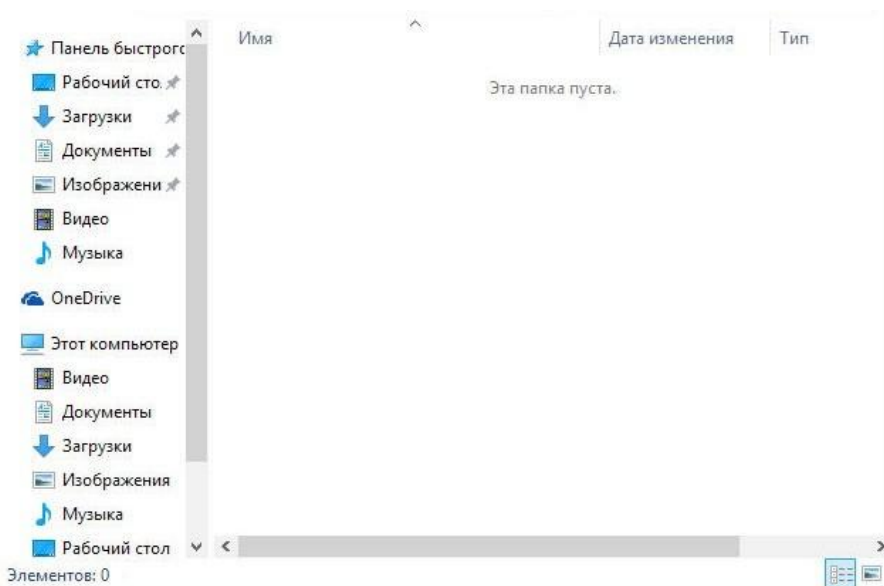 Имя Дата изменения Тип
Эта папка пуста.
Панель быстрого
Рабочий сто.
Загрузки
Документы
Изображени
Видео
Музыка
OneDrive
Этот компьютер
Видео
Документы
Загрузки
Изображения
Музыка
Рабочий стол
Элементов: 0